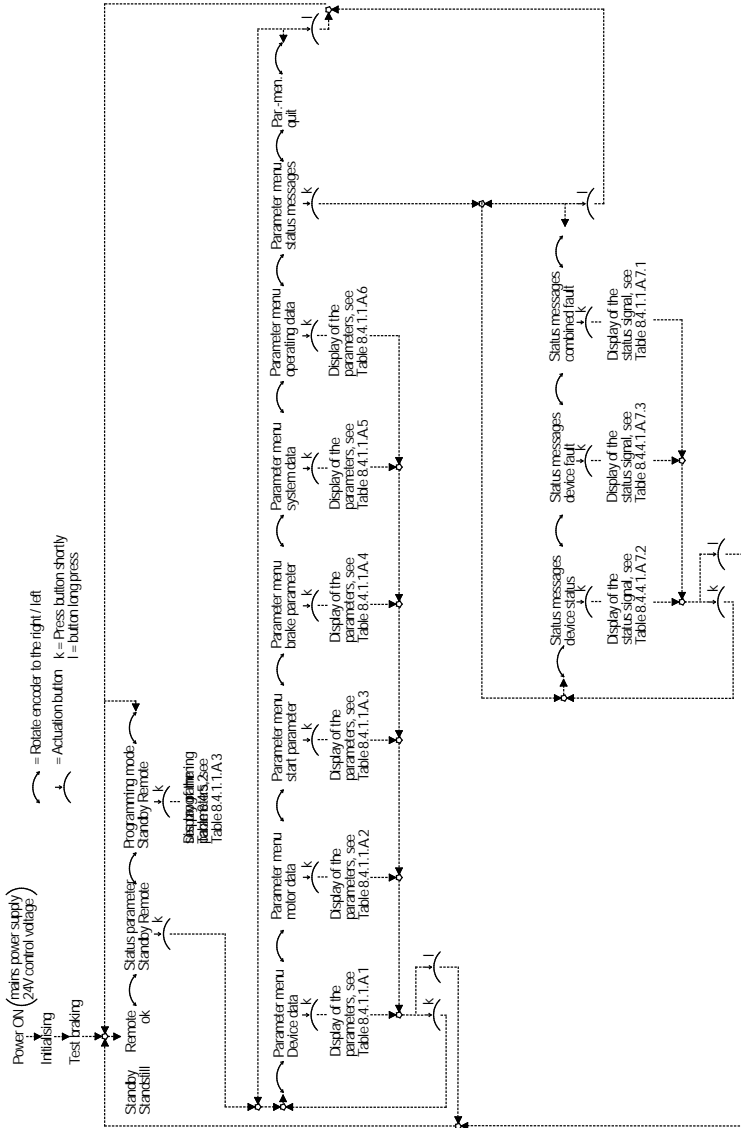 Power ON (mains power supply
24V control voltage)
Initialising
Test braking
= Rotate encoder to the right / left
= Actuation button k = Press button shortly
l = button long press
Standby Remote
Standstill ok
Status parameter
Standby Remote
k
Programming mode
Standby Remote
k
Table 8.4.1.1.A.3
Parameter menu
Device data
k
Display of the
parameters, see
Table 8.4.1.1.A.1
k
l
Parameter menu
motor data
k
Display of the
parameters, see
Table 8.4.1.1.A.2
Parameter menu
start parameter
k
Display of the
parameters, see
Table 8.4.1.1.A.3
Parameter menu
brake parameter
k
Display of the
parameters, see
Table 8.4.1.1.A.4
Parameter menu
system data
k
Display of the
parameters, see
Table 8.4.1.1.A.5
Parameter menu
operating data
k
Display of the
parameters, see
Table 8.4.1.1.A.6
Parameter menu
status messages
k
Par.-men.
quit
l
Status messages
device status
k
Display of the
status signal, see
Table 8.4.4.1.A.7.2
k
l
Status messages
device fault
k
Display of the
status signal, see
Table 8.4.4.1.A.7.3
Status messages
combined fault
k
Display of the
status signal, see
Table 8.4.1.1.A.7.1
l